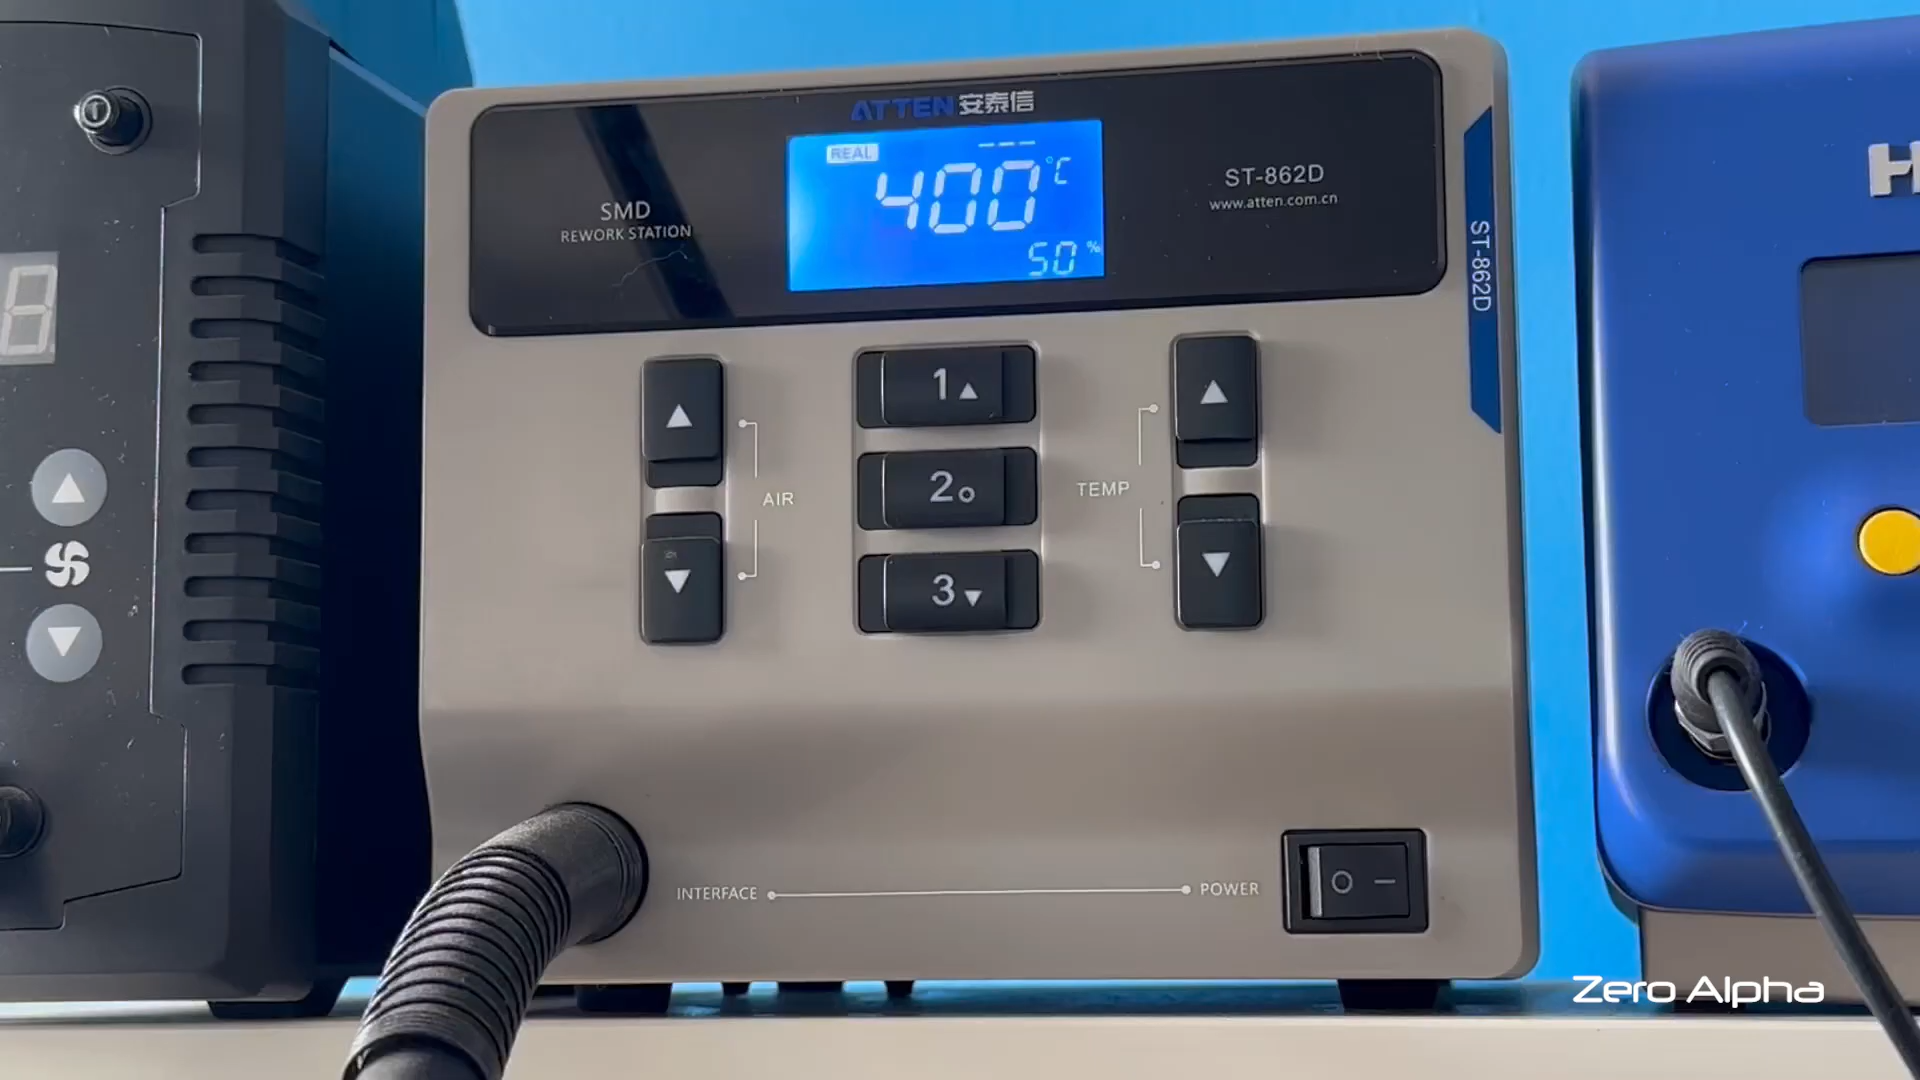 ATTEN 安泰信
REAL
400 °C
50 %
SMD
REWORK STATION
ST-862D
www.atten.com.cn
ST-862D
8
1
2
3
AIR
TEMP
INTERFACE
POWER
Zero Alpha